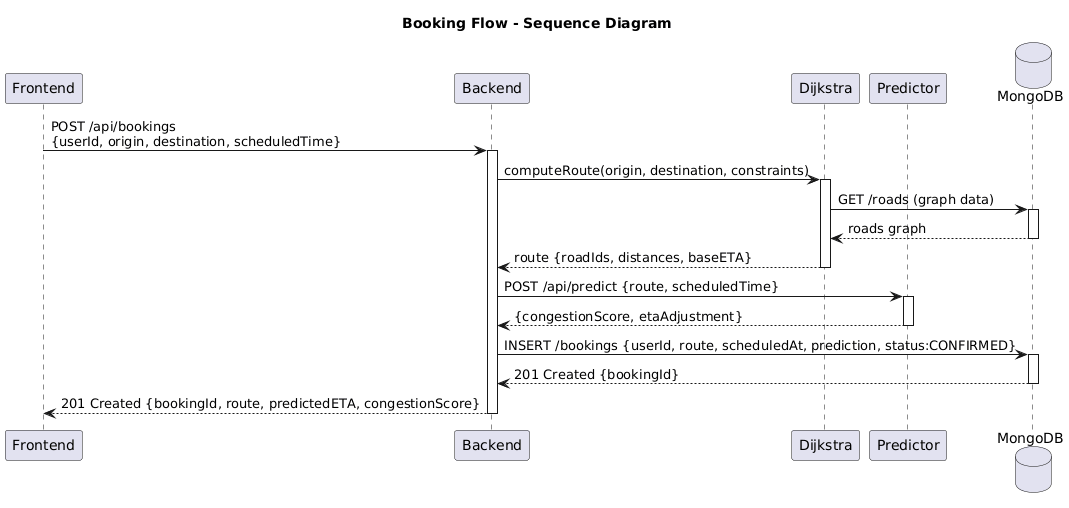 Booking Flow - Sequence Diagram
Frontend
Backend
Dijkstra
Predictor
MongoDB
POST /api/bookings
{userId, origin, destination, scheduledTime}
computeRoute(origin, destination, constraints)
GET /roads (graph data)
roads graph
route {roadIds, distances, baseETA}
POST /api/predict {route, scheduledTime}
{congestionScore, etaAdjustment}
INSERT /bookings {userId, route, scheduledAt, prediction, status:CONFIRMED}
201 Created {bookingId}
201 Created {bookingId, route, predictedETA, congestionScore}
Frontend
Backend
Dijkstra
Predictor
MongoDB